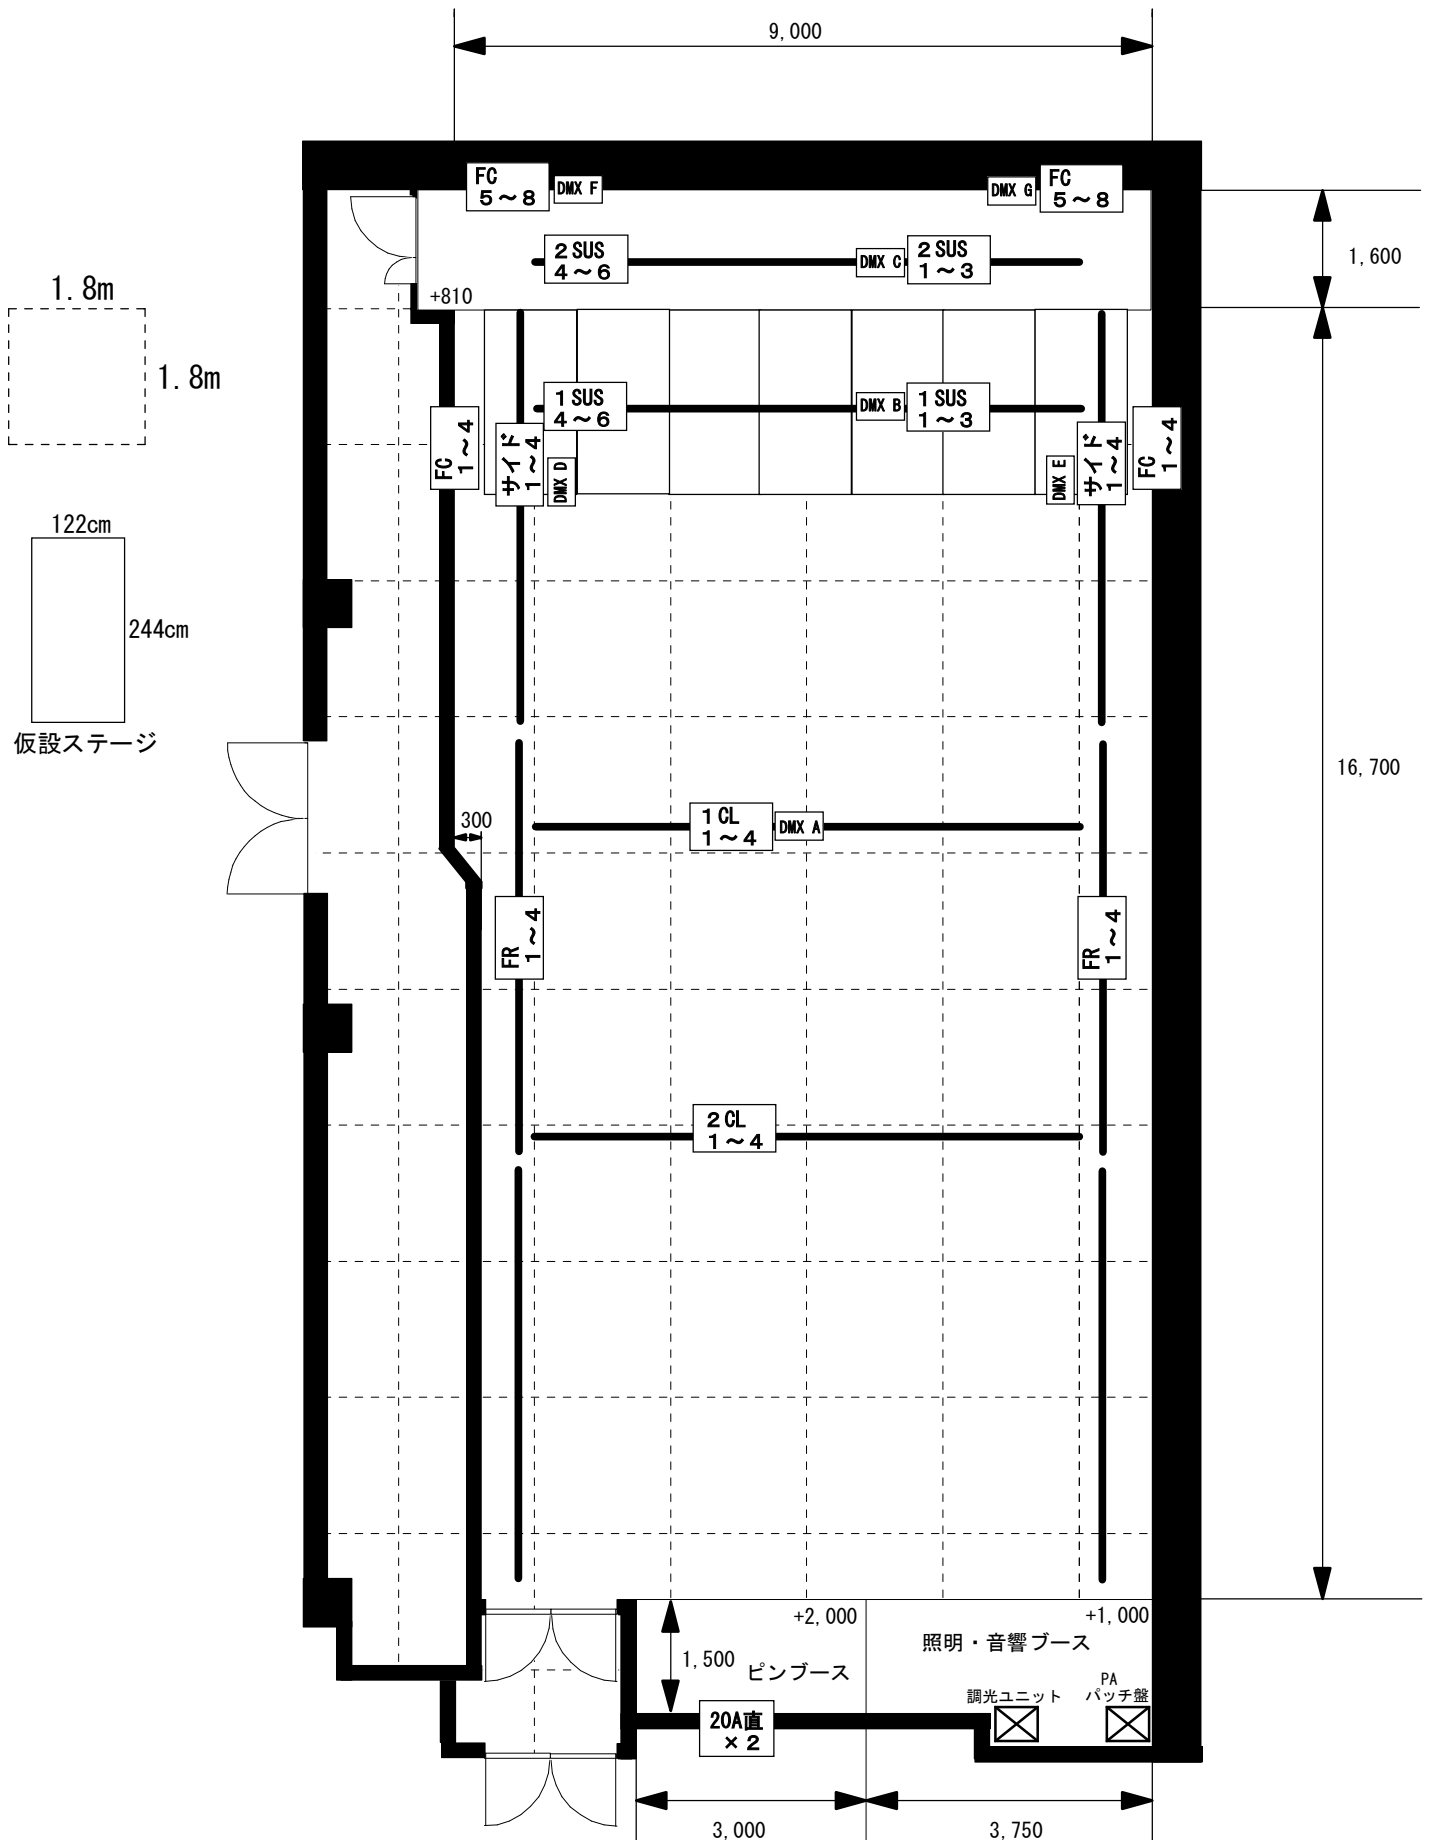 9,000
FC
5～8
DMX F
DMX G
FC
5～8
2 SUS
4～6
DMX C
2 SUS
1～3
1,600
+810
1.8m
1.8m
1 SUS
4～6
DMX B
1 SUS
1～3
FC
1～4
サイド
1～4
DMX D
DMX E
サイド
1～4
FC
1～4
122cm
244cm
仮設ステージ
16,700
300
1 CL
1～4
DMX A
FR
1～4
FR
1～4
2 CL
1～4
+2,000
+1,000
照明・音響ブース
1,500
ピンブース
調光ユニット
PA
パッチ盤
20A直
×2
3,000
3,750